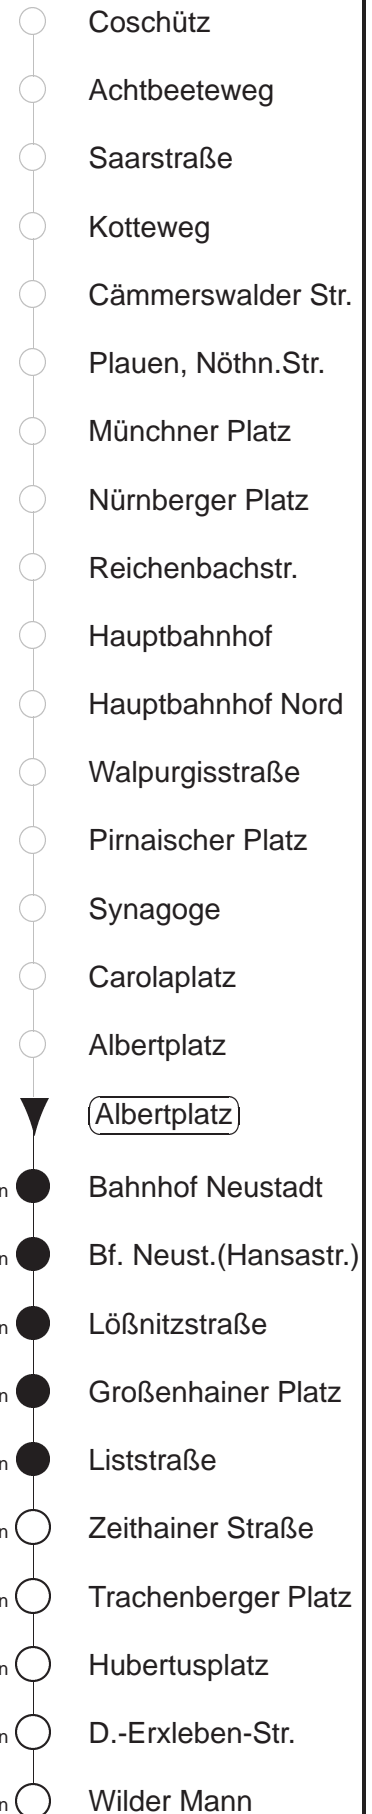 Coschütz
Achtbeeteweg
Saarstraße
Kotteweg
Cämmerswalder Str.
Plauen, Nöthn.Str.
Münchner Platz
Nürnberger Platz
Reichenbachstr.
Hauptbahnhof
Hauptbahnhof Nord
Walpurgisstraße
Pirnaischer Platz
Synagoge
Carolaplatz
Albertplatz
Albertplatz
n Bahnhof Neustadt
n Bf. Neust.(Hansastr.)
n Lößnitzstraße
n Großenhainer Platz
n Liststraße
n Zeithainer Straße
n Trachenberger Platz
n Hubertusplatz
n D.-Erxleben-Str.
n Wilder Mann